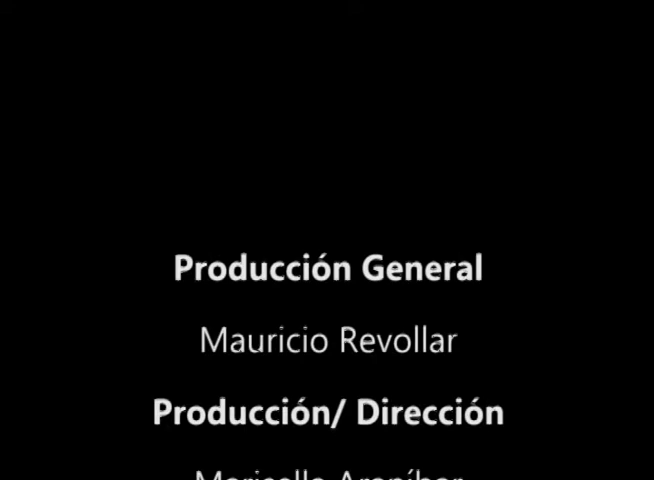 Producción General
Mauricio Revollar
Producción/ Dirección